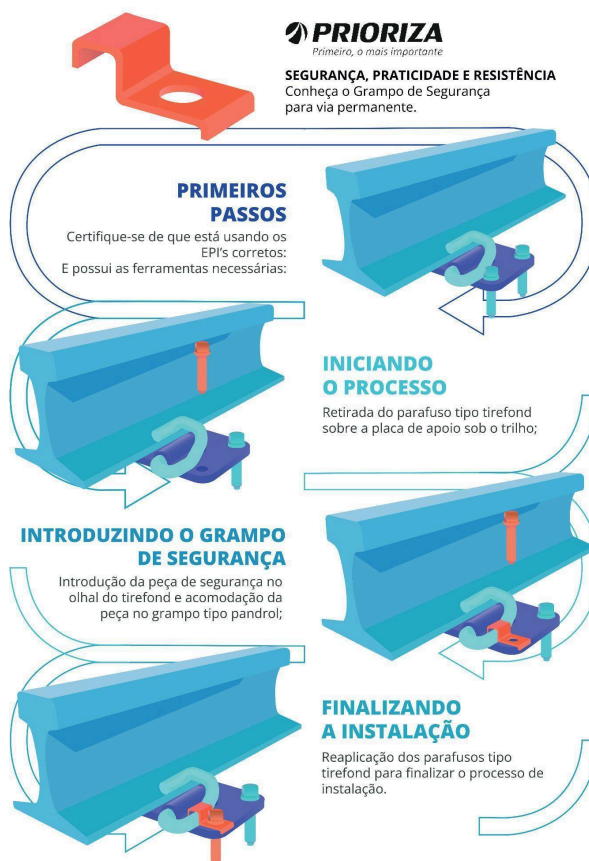 PRIORIZA
Primeiro, o mais importante
SEGURANÇA, PRATICIDADE E RESISTÊNCIA
Conheça o Grampo de Segurança
para via permanente.
PRIMEIROS
PASSOS
Certifique-se de que está usando os
EPI's corretos:
E possui as ferramentas necessárias:
INICIANDO
O PROCESSO
Retirada do parafuso tipo tirefond
sobre a placa de apoio sob o trilho;
INTRODUZINDO O GRAMPO
DE SEGURANÇA
Introdução da peça de segurança no
olhal do tirefond e acomodação da
peça no grampo tipo pandrol;
FINALIZANDO
A INSTALAÇÃO
Reaplicação dos parafusos tipo
tirefond para finalizar o processo de
instalação.